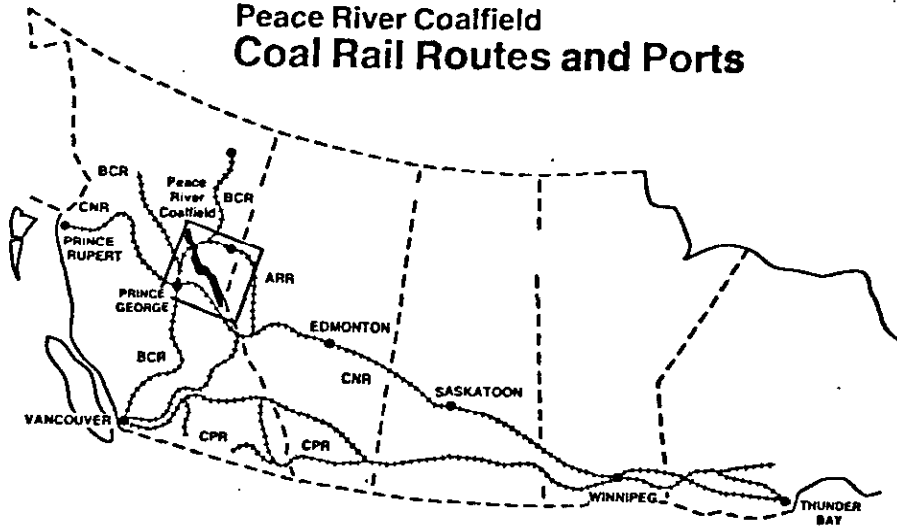 Peace River Coalfield
Coal Rail Routes and Ports
BCR
Peace
River
Coalfield
BCR
CNR
PRINCE
RUPERT
PRINCE
GEORGE
ARR
EDMONTON
BCR
CNR
SASKATOON
VANCOUVER
CPR
CPR
WINNIPEG
THUNDER
BAY